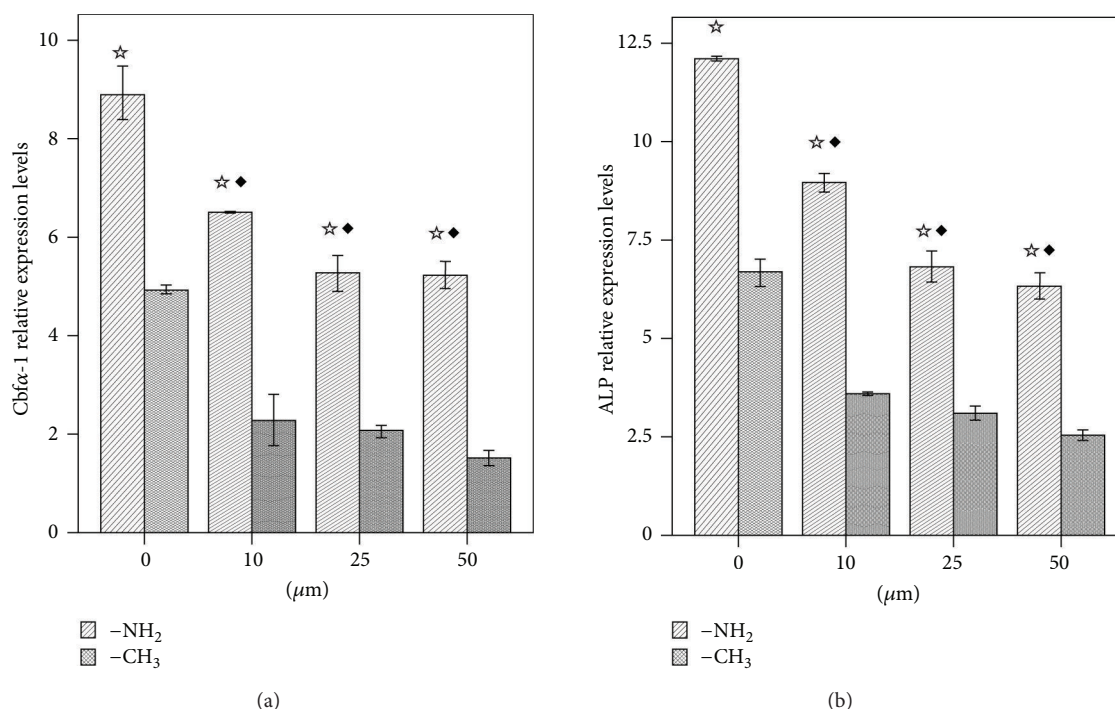 Cbfα-1 relative expression levels
10
8
6
4
2
0
0 10 25 50
(μm)
–NH₂
–CH₃
(a)
ALP relative expression levels
12.5
10
7.5
5
2.5
0
0 10 25 50
(μm)
–NH₂
–CH₃
(b)